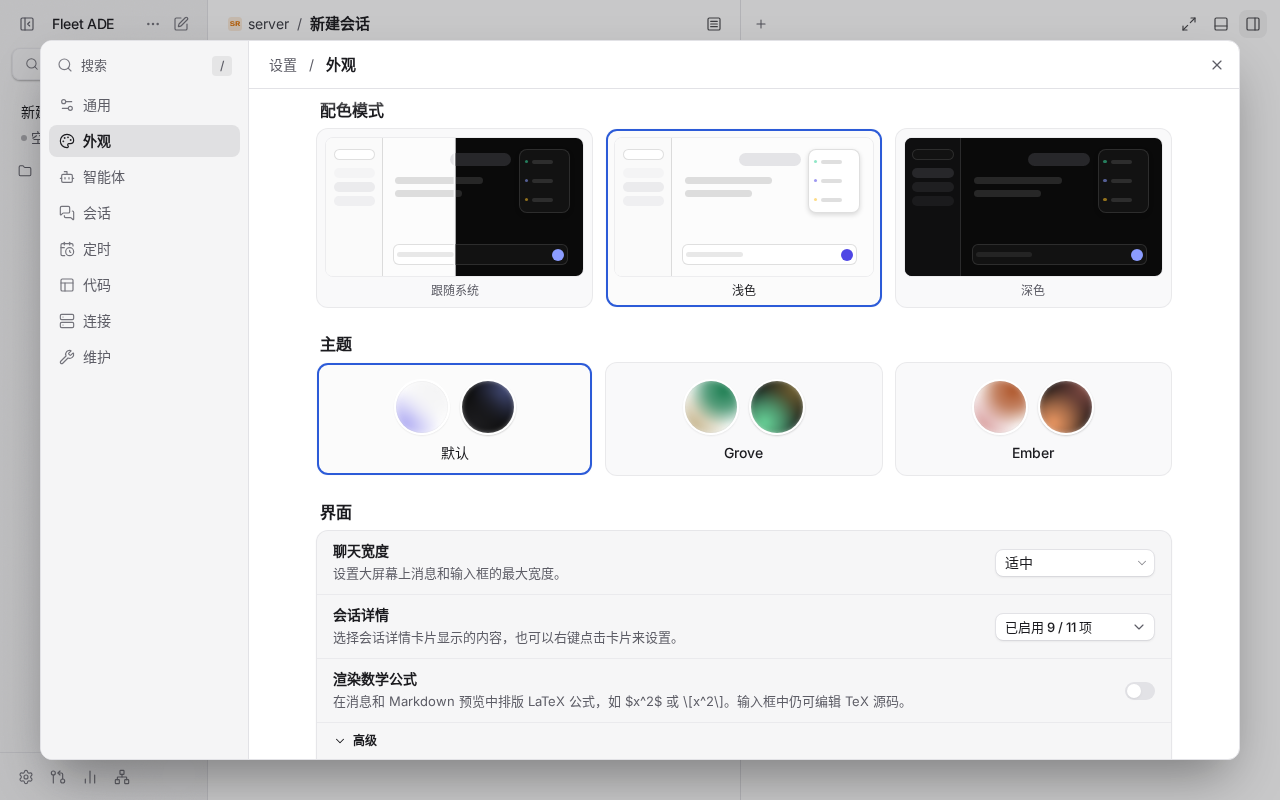 Fleet ADE
SR server / 新建会话
搜索 /
通用
外观
智能体
会话
定时
代码
连接
维护
设置 / 外观
配色模式
跟随系统
浅色
深色
主题
默认
Grove
Ember
界面
聊天宽度
设置大屏幕上消息和输入框的最大宽度。
适中
会话详情
选择会话详情卡片显示的内容，也可以右键点击卡片来设置。
已启用 9 / 11 项
渲染数学公式
在消息和 Markdown 预览中排版 LaTeX 公式，如 $x^2$ 或 \[x^2\]。输入框中仍可编辑 TeX 源码。
高级